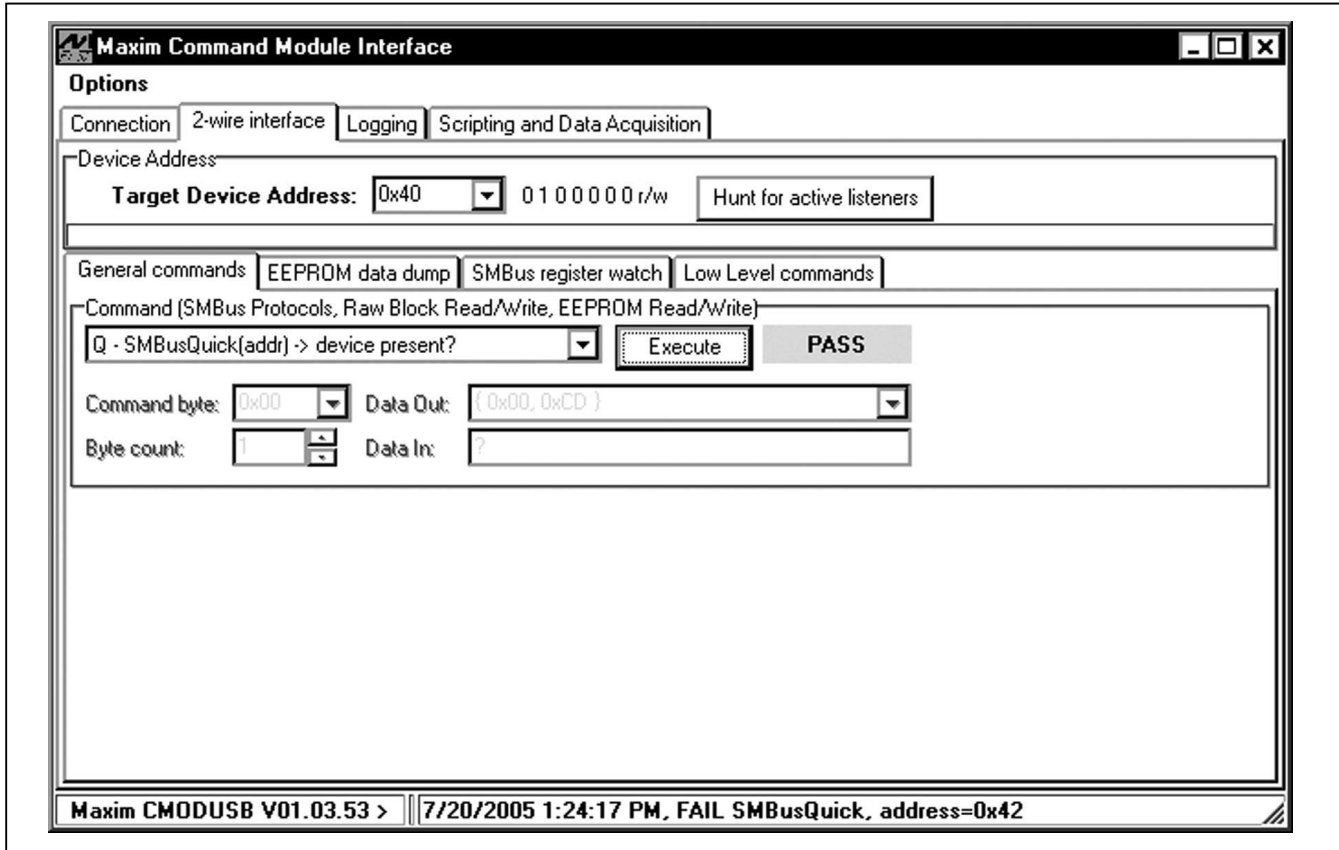 Maxim Command Module Interface
Options
Connection 2-wire interface Logging Scripting and Data Acquisition
Device Address
Target Device Address: 0x40 0 1 0 0 0 0 0 r/w Hunt for active listeners
General commands EEPROM data dump SMBus register watch Low Level commands
Command (SMBus Protocols, Raw Block Read/Write, EEPROM Read/Write)
Q - SMBusQuick(addr) -> device present? Execute PASS
Command byte: 0x00 Data Out: { 0x00, 0xCD }
Byte count: 1 Data In: ?
Maxim CMODUSB V01.03.53 > 7/20/2005 1:24:17 PM, FAIL SMBusQuick, address=0x42